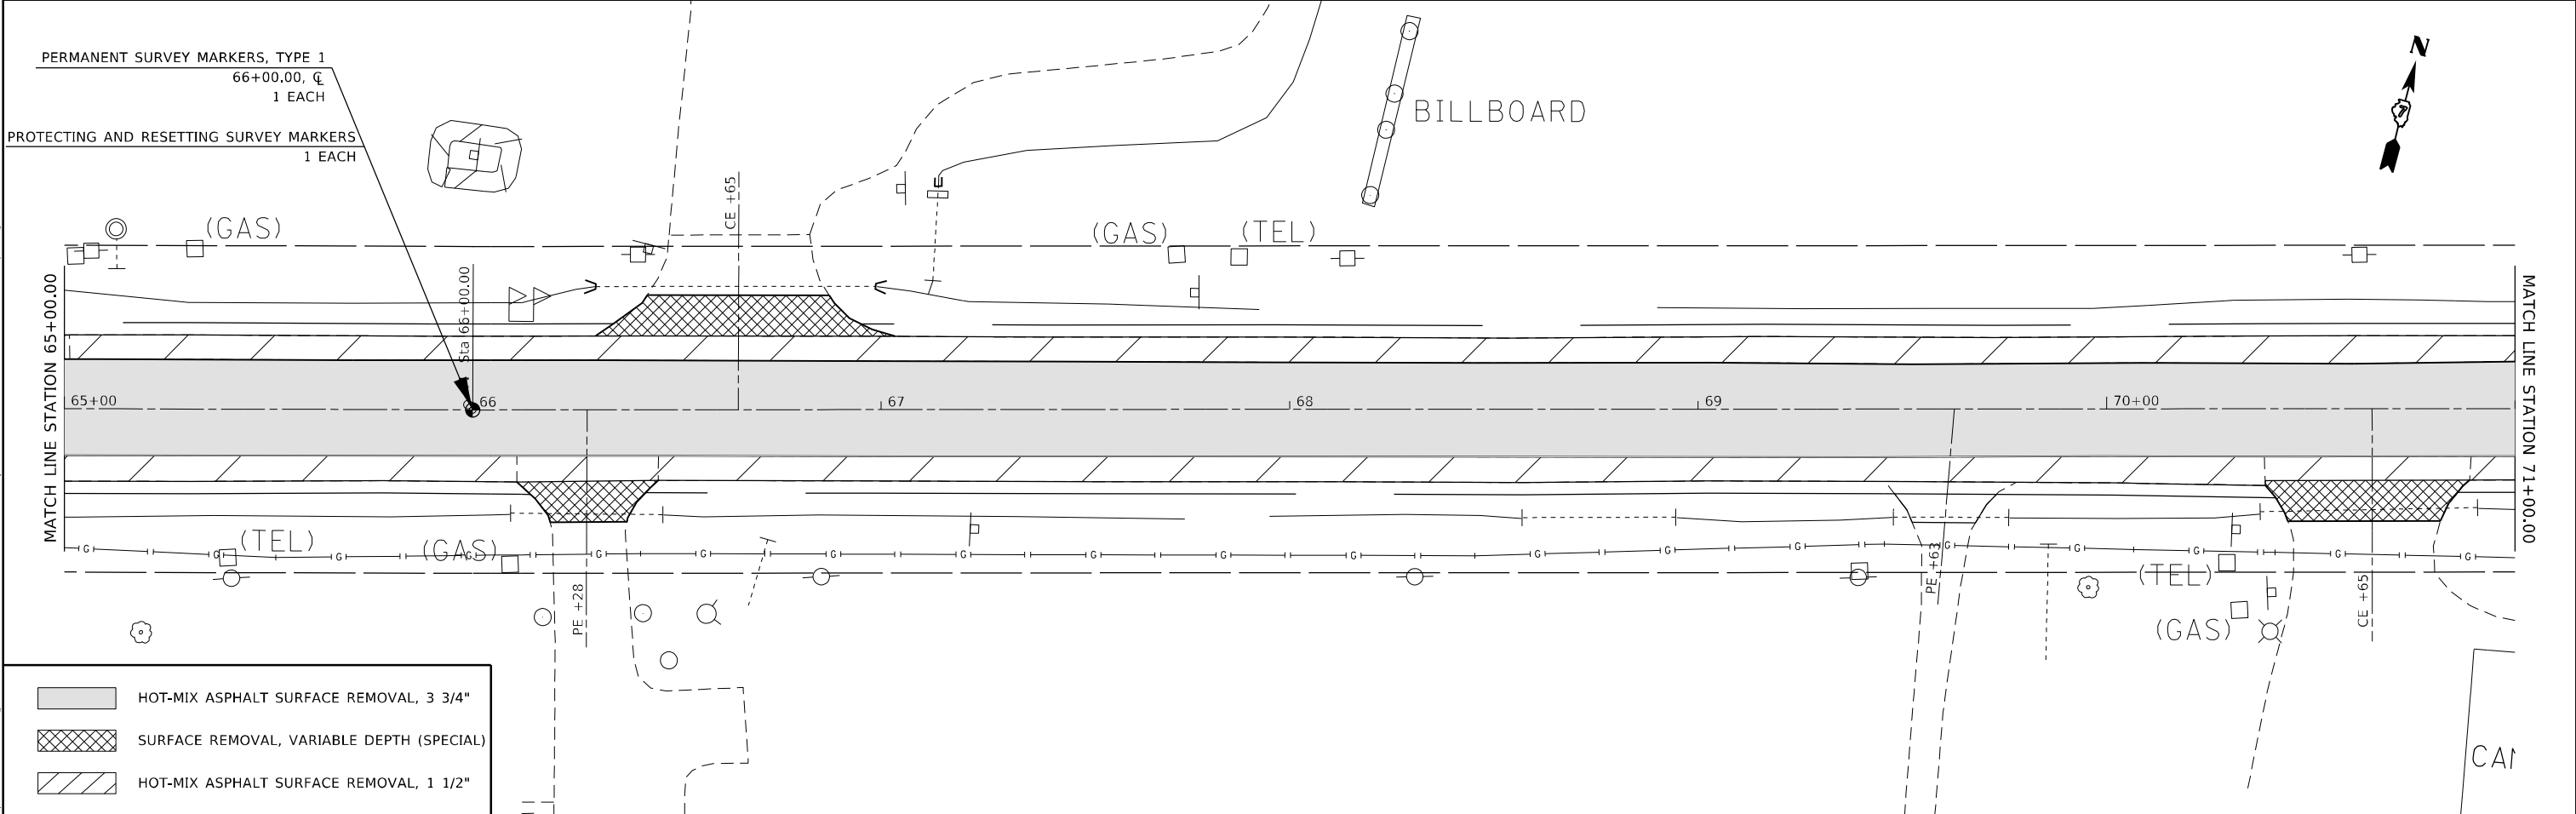 PERMANENT SURVEY MARKERS, TYPE 1
66+00.00, ℄
1 EACH
PROTECTING AND RESETTING SURVEY MARKERS
1 EACH
N
BILLBOARD
CE +65
(GAS)
(GAS)
(TEL)
MATCH LINE STATION 65+00.00
Sta 66+00.00
MATCH LINE STATION 71+00.00
65+00
66
67
68
69
70+00
(TEL)
(GAS)
G G G G G G G G G G G G G G G G G G
PE +28
PE +63
(TEL)
CE +65
(GAS)
HOT-MIX ASPHALT SURFACE REMOVAL, 3 3/4"
SURFACE REMOVAL, VARIABLE DEPTH (SPECIAL)
HOT-MIX ASPHALT SURFACE REMOVAL, 1 1/2"